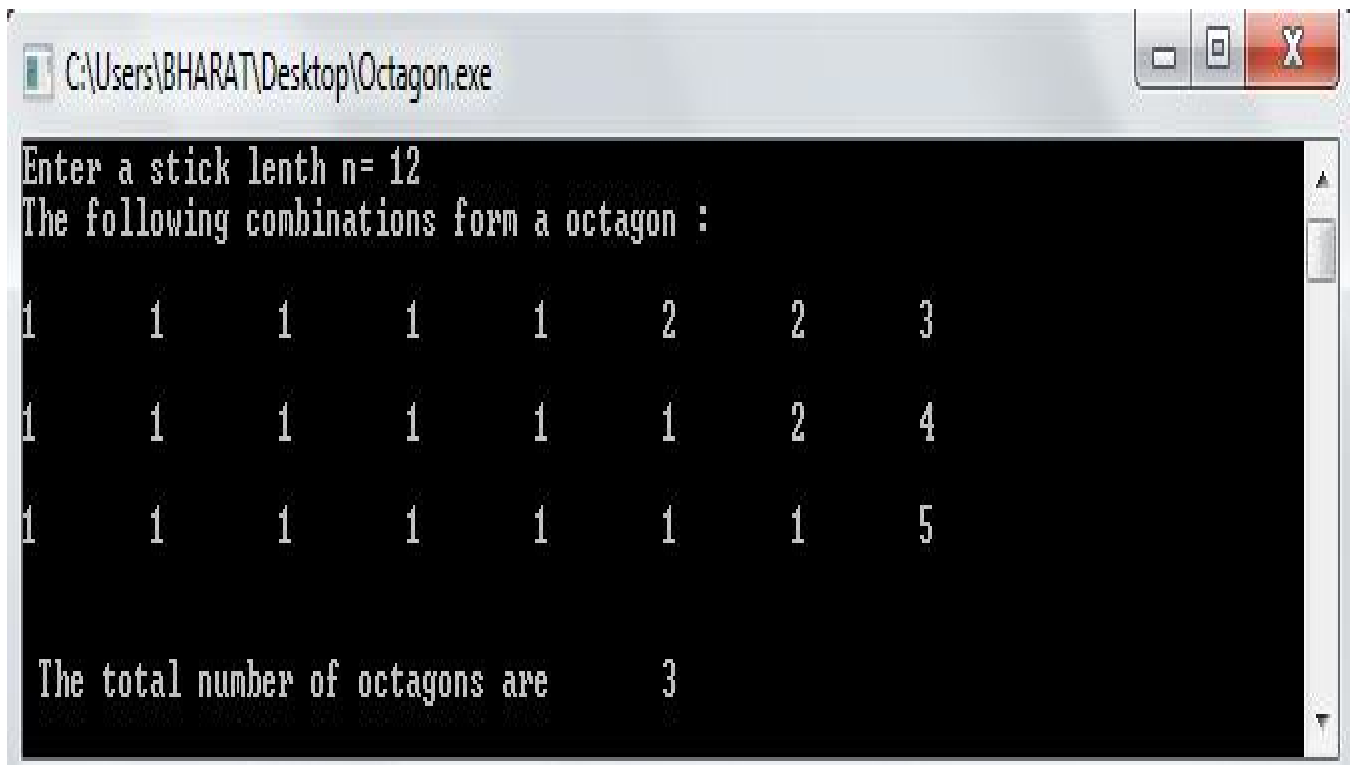 C:\Users\BHARAT\Desktop\Octagon.exe
Enter a stick lenth n= 12
The following combinations form a octagon :
1 1 1 1 1 2 2 3
1 1 1 1 1 1 2 4
1 1 1 1 1 1 1 5
The total number of octagons are 3